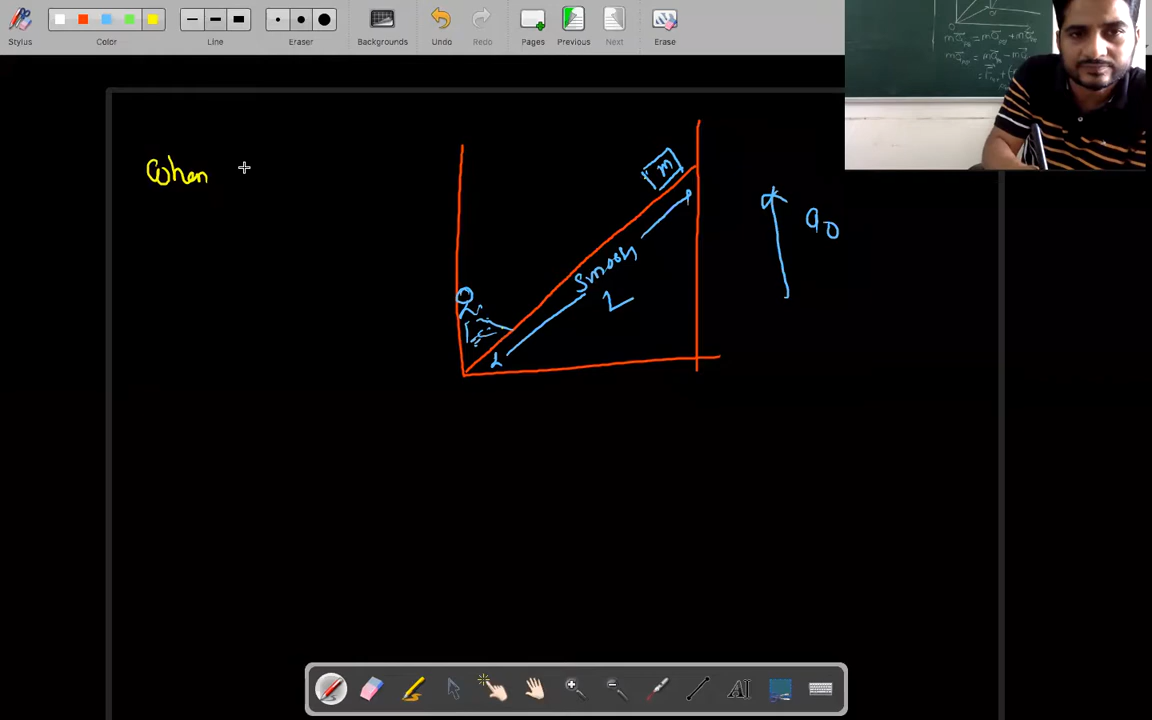 Stylus
Color
Line
Eraser
Backgrounds
Undo
Redo
Pages
Previous
Next
Erase
When
m
a0
Smooth
L